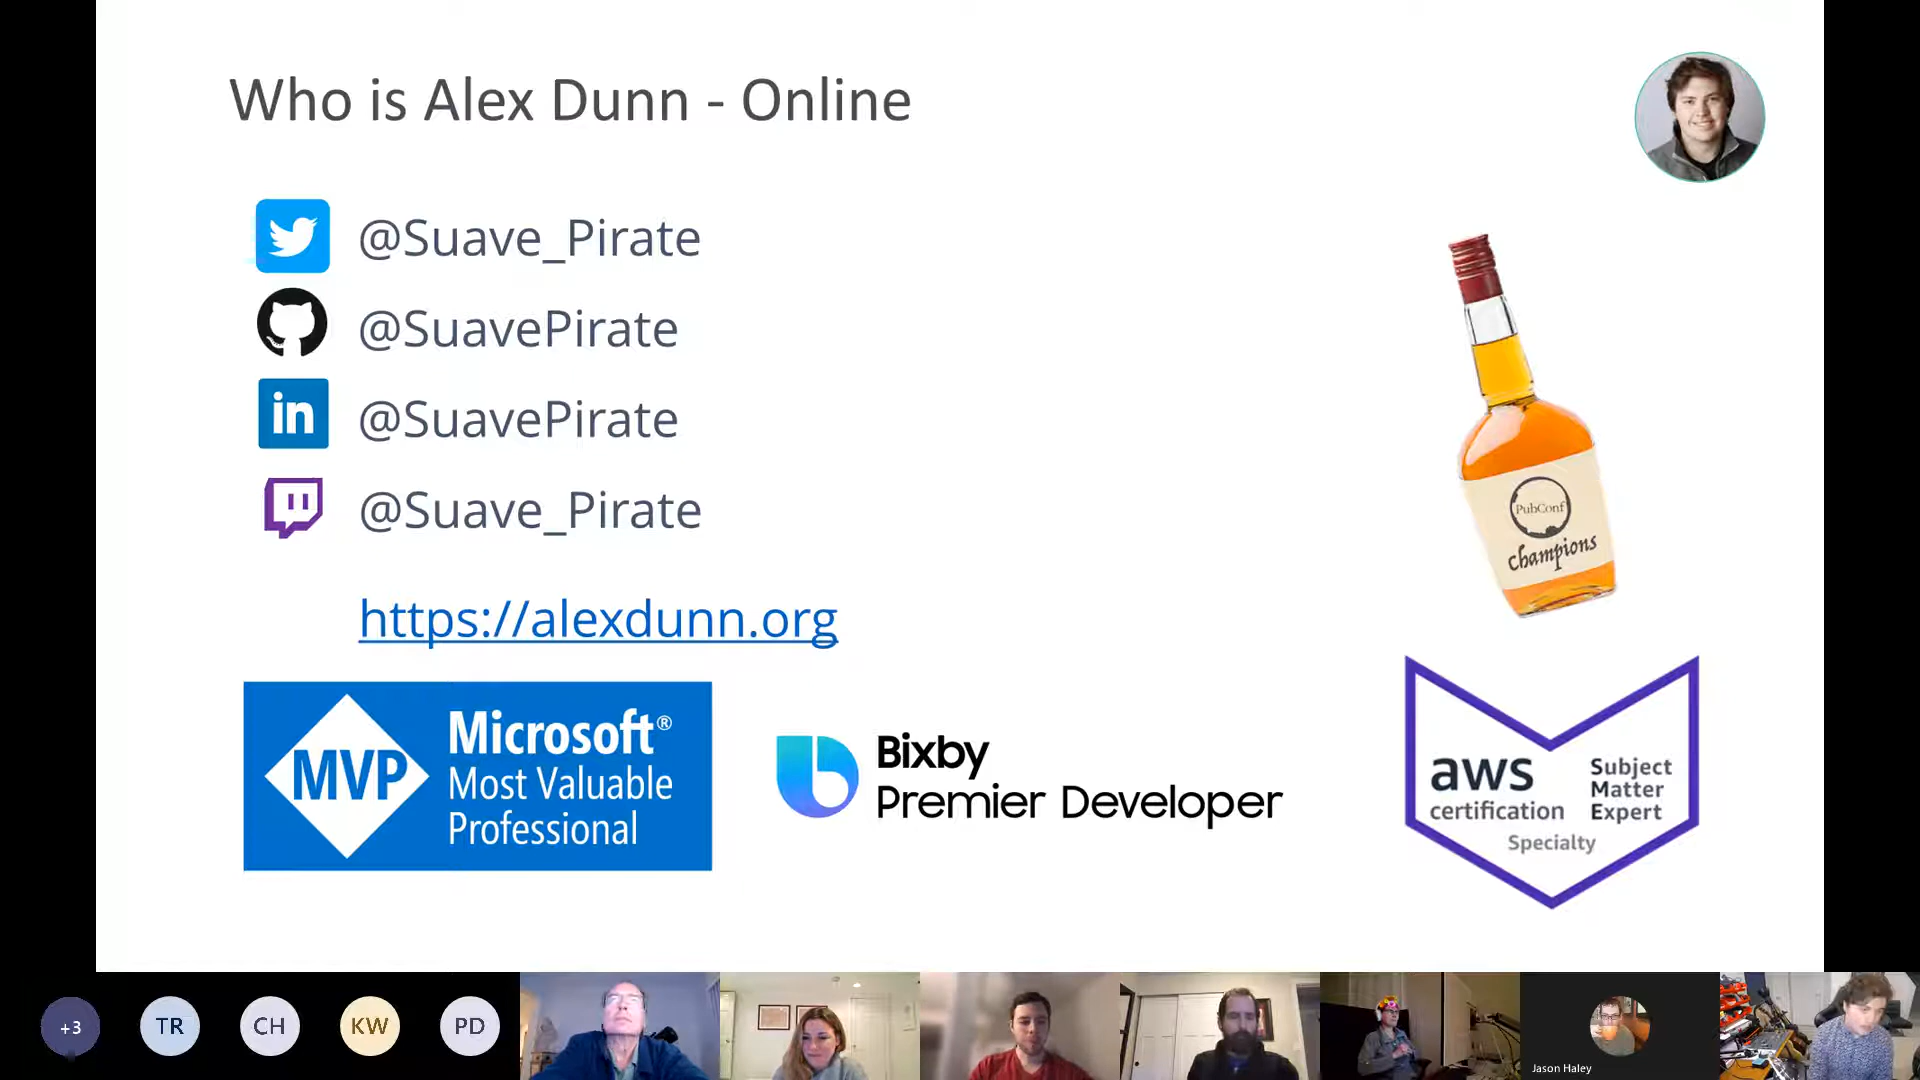 Who is Alex Dunn - Online
@Suave_Pirate
@SuavePirate
in @SuavePirate
@Suave_Pirate
https://alexdunn.org
PubConf
champions
MVP
Microsoft®
Most Valuable
Professional
Bixby
Premier Developer
aws
certification
Subject
Matter
Expert
Specialty
+3
TR
CH
KW
PD
Jason Haley